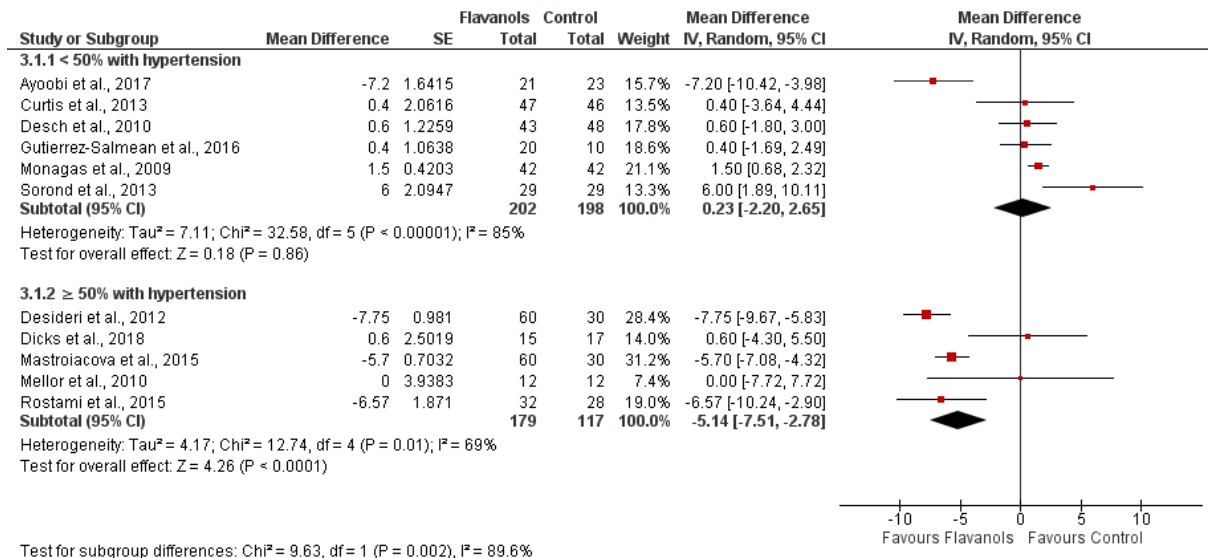 Flavanols Control Mean Difference Mean Difference
Study or Subgroup Mean Difference SE Total Total Weight IV, Random, 95% CI IV, Random, 95% CI
3.1.1 < 50% with hypertension
Ayoobi et al., 2017 -7.2 1.6415 21 23 15.7% -7.20 [-10.42, -3.98]
Curtis et al., 2013 0.4 2.0616 47 46 13.5% 0.40 [-3.64, 4.44]
Desch et al., 2010 0.6 1.2259 43 48 17.8% 0.60 [-1.80, 3.00]
Gutierrez-Salmean et al., 2016 0.4 1.0638 20 10 18.6% 0.40 [-1.69, 2.49]
Monagas et al., 2009 1.5 0.4203 42 42 21.1% 1.50 [0.68, 2.32]
Sorond et al., 2013 6 2.0947 29 29 13.3% 6.00 [1.89, 10.11]
Subtotal (95% CI) 202 198 100.0% 0.23 [-2.20, 2.65]
Heterogeneity: Tau² = 7.11; Chi² = 32.58, df = 5 (P < 0.00001); I² = 85%
Test for overall effect: Z = 0.18 (P = 0.86)
3.1.2 ≥ 50% with hypertension
Desideri et al., 2012 -7.75 0.981 60 30 28.4% -7.75 [-9.67, -5.83]
Dicks et al., 2018 0.6 2.5019 15 17 14.0% 0.60 [-4.30, 5.50]
Mastroiacova et al., 2015 -5.7 0.7032 60 30 31.2% -5.70 [-7.08, -4.32]
Mellor et al., 2010 0 3.9383 12 12 7.4% 0.00 [-7.72, 7.72]
Rostami et al., 2015 -6.57 1.871 32 28 19.0% -6.57 [-10.24, -2.90]
Subtotal (95% CI) 179 117 100.0% -5.14 [-7.51, -2.78]
Heterogeneity: Tau² = 4.17; Chi² = 12.74, df = 4 (P = 0.01); I² = 69%
Test for overall effect: Z = 4.26 (P < 0.0001)
-10 -5 0 5 10
Favours Flavanols Favours Control
Test for subgroup differences: Chi² = 9.63, df = 1 (P = 0.002), I² = 89.6%